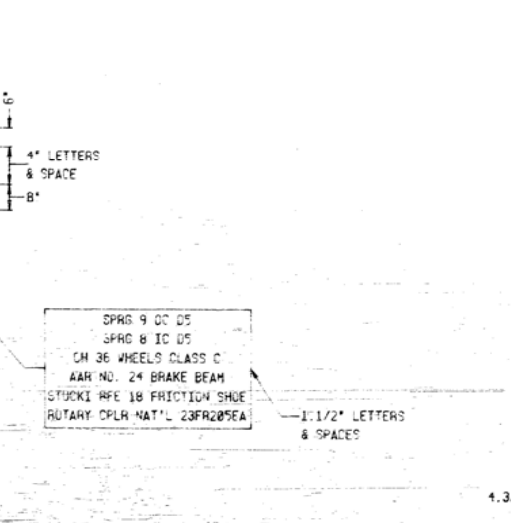 6"
4" LETTERS
& SPACE
8"
SPRG 9 OC D5
SPRG 8 IC D5
CH 36 WHEELS CLASS C
AAR NO. 24 BRAKE BEAM
STUCKI RFE 18 FRICTION SHOE
ROTARY CPLR NAT'L 23FR205EA
1.1/2" LETTERS
& SPACES
4.3